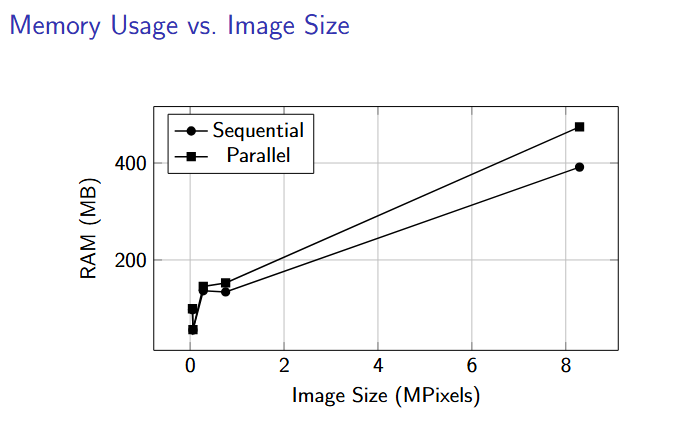 Memory Usage vs. Image Size
Sequential
Parallel
400
200
RAM (MB)
0 2 4 6 8
Image Size (MPixels)